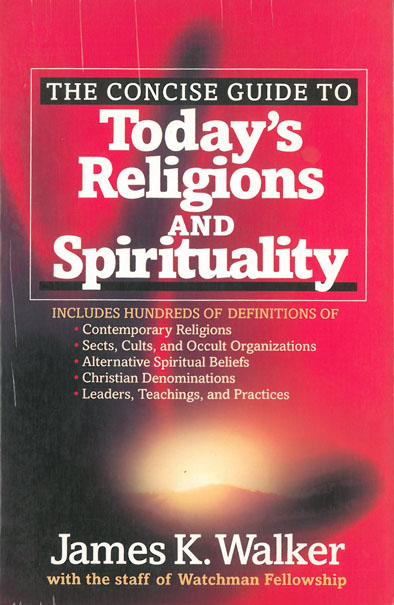 THE CONCISE GUIDE TO
Today's
Religions
AND
Spirituality
INCLUDES HUNDREDS OF DEFINITIONS OF
• Contemporary Religions
• Sects, Cults, and Occult Organizations
• Alternative Spiritual Beliefs
• Christian Denominations
• Leaders, Teachings, and Practices
James K. Walker
with the staff of Watchman Fellowship